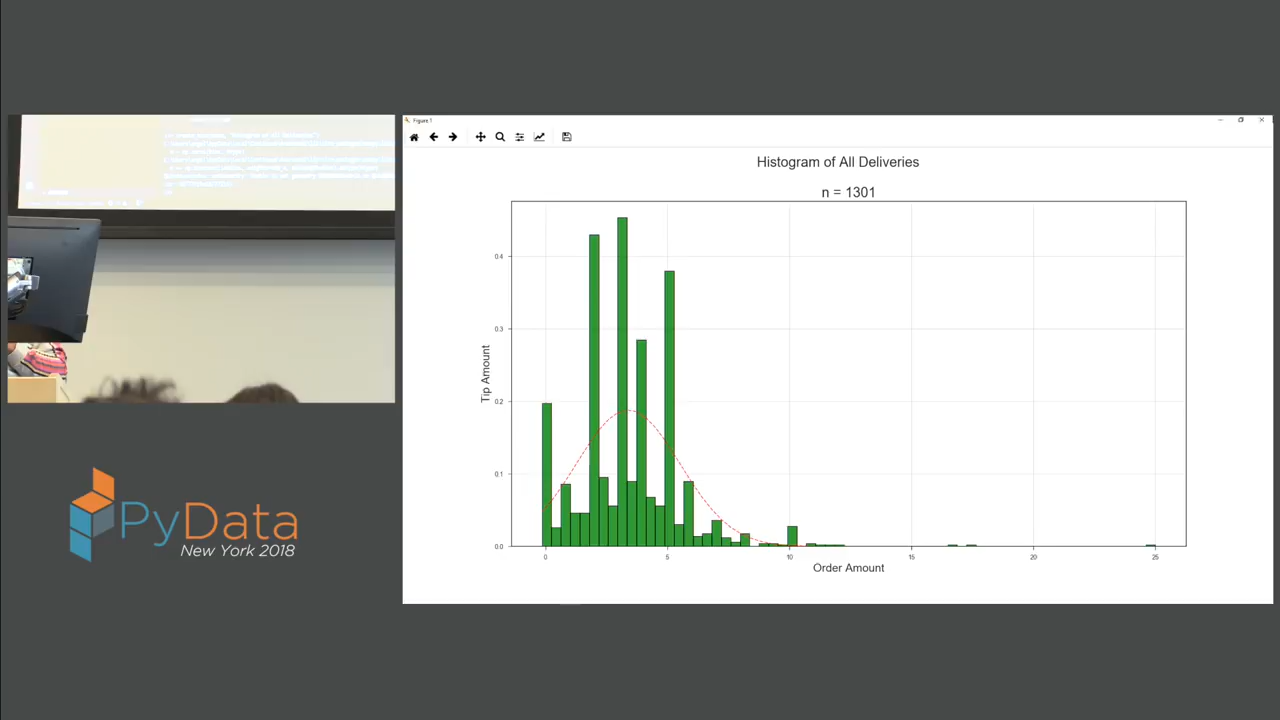 Figure 1
Histogram of All Deliveries
n = 1301
Tip Amount
0.4
0.3
0.2
0.1
0.0
0
5
10
15
20
25
Order Amount
PyData
New York 2018